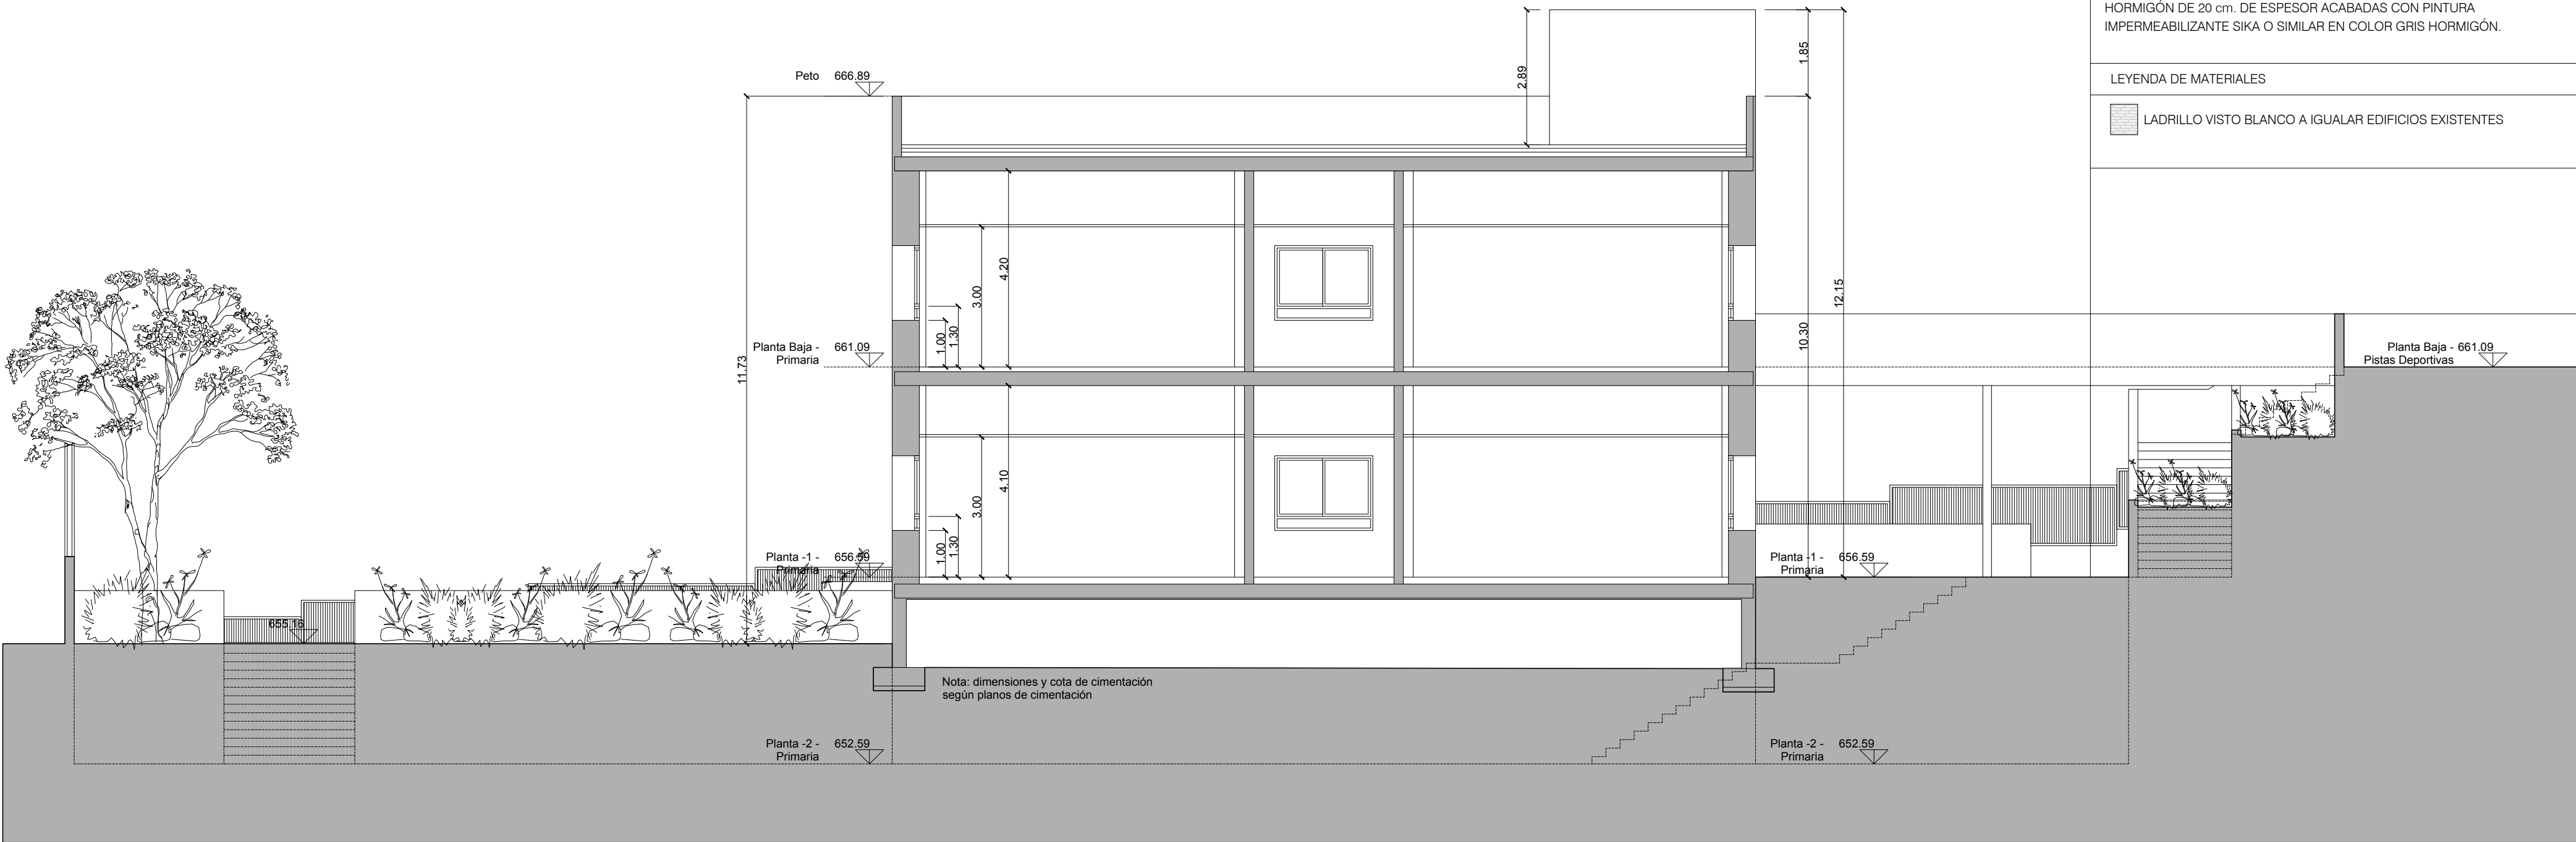 HORMIGÓN DE 20 cm. DE ESPESOR ACABADAS CON PINTURA
IMPERMEABILIZANTE SIKA O SIMILAR EN COLOR GRIS HORMIGÓN.
LEYENDA DE MATERIALES
LADRILLO VISTO BLANCO A IGUALAR EDIFICIOS EXISTENTES
Peto 666.89
2.89
1.85
11.73
4.20
3.00
1.30
1.00
12.15
10.30
Planta Baja - 661.09
Primaria
Planta Baja - 661.09
Pistas Deportivas
4.10
3.00
1.30
1.00
Planta -1 - 656.59
Primaria
Planta -1 - 656.59
Primaria
655.16
Nota: dimensiones y cota de cimentación
según planos de cimentación
Planta -2 - 652.59
Primaria
Planta -2 - 652.59
Primaria